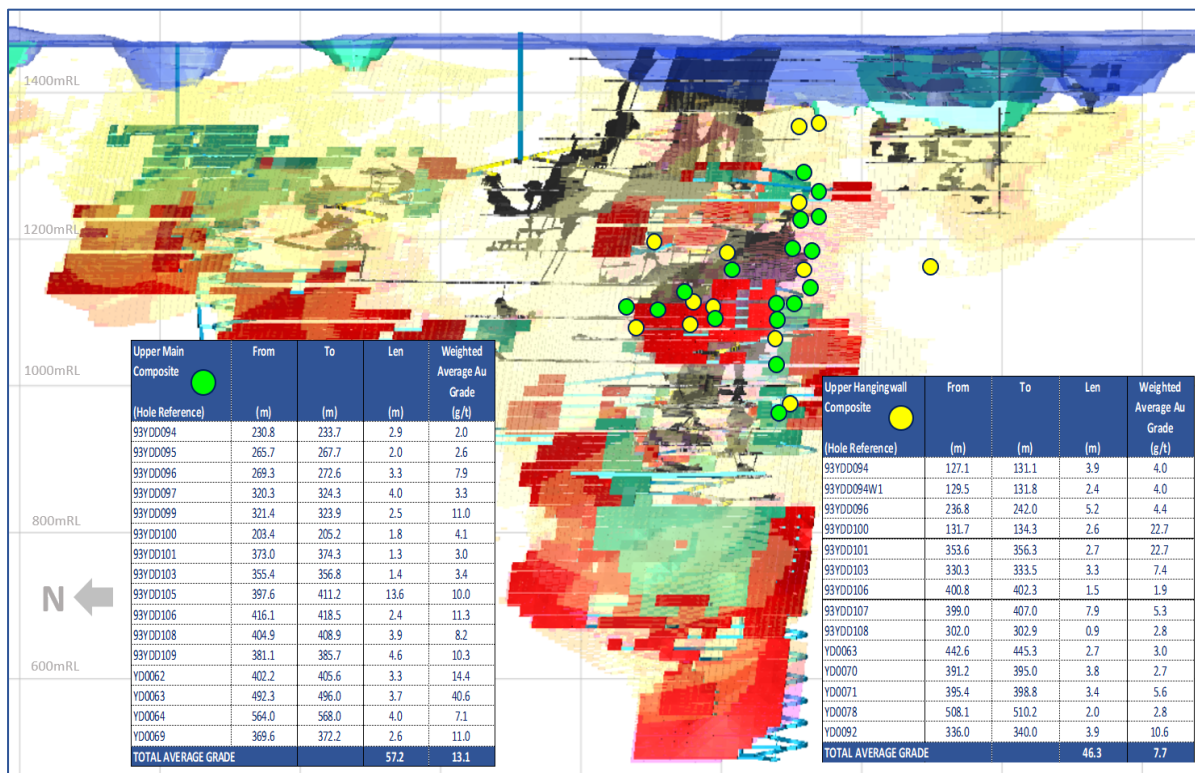 1400mRL
1200mRL
1000mRL
800mRL
600mRL
N
Upper Main Composite From To Len Weighted Average Au Grade
(Hole Reference) (m) (m) (m) (g/t)
93YDD094 230.8 233.7 2.9 2.0
93YDD095 265.7 267.7 2.0 2.6
93YDD096 269.3 272.6 3.3 7.9
93YDD097 320.3 324.3 4.0 3.3
93YDD099 321.4 323.9 2.5 11.0
93YDD100 203.4 205.2 1.8 4.1
93YDD101 373.0 374.3 1.3 3.0
93YDD103 355.4 356.8 1.4 3.4
93YDD105 397.6 411.2 13.6 10.0
93YDD106 416.1 418.5 2.4 11.3
93YDD108 404.9 408.9 3.9 8.2
93YDD109 381.1 385.7 4.6 10.3
YD0062 402.2 405.6 3.3 14.4
YD0063 492.3 496.0 3.7 40.6
YD0064 564.0 568.0 4.0 7.1
YD0069 369.6 372.2 2.6 11.0
TOTAL AVERAGE GRADE 57.2 13.1
Upper Hangingwall Composite From To Len Weighted Average Au Grade
(Hole Reference) (m) (m) (m) (g/t)
93YDD094 127.1 131.1 3.9 4.0
93YDD094W1 129.5 131.8 2.4 4.0
93YDD096 236.8 242.0 5.2 4.4
93YDD100 131.7 134.3 2.6 22.7
93YDD101 353.6 356.3 2.7 22.7
93YDD103 330.3 333.5 3.3 7.4
93YDD106 400.8 402.3 1.5 1.9
93YDD107 399.0 407.0 7.9 5.3
93YDD108 302.0 302.9 0.9 2.8
YD0063 442.6 445.3 2.7 3.0
YD0070 391.2 395.0 3.8 2.7
YD0071 395.4 398.8 3.4 5.6
YD0078 508.1 510.2 2.0 2.8
YD0092 336.0 340.0 3.9 10.6
TOTAL AVERAGE GRADE 46.3 7.7